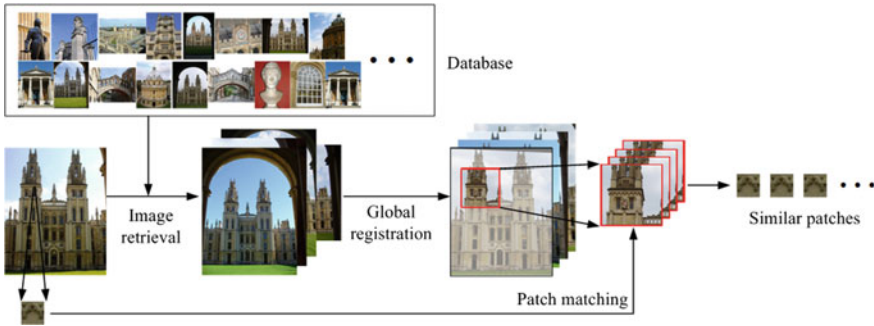 Database
Image
retrieval
Global
registration
Patch matching
Similar patches